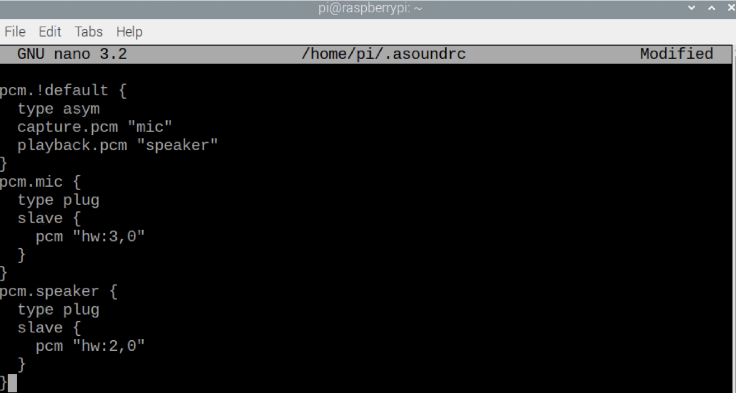 pi@raspberrypi: ~
File Edit Tabs Help
GNU nano 3.2 /home/pi/.asoundrc Modified
pcm.!default {
  type asym
  capture.pcm "mic"
  playback.pcm "speaker"
}
pcm.mic {
  type plug
  slave {
    pcm "hw:3,0"
  }
}
pcm.speaker {
  type plug
  slave {
    pcm "hw:2,0"
  }
}